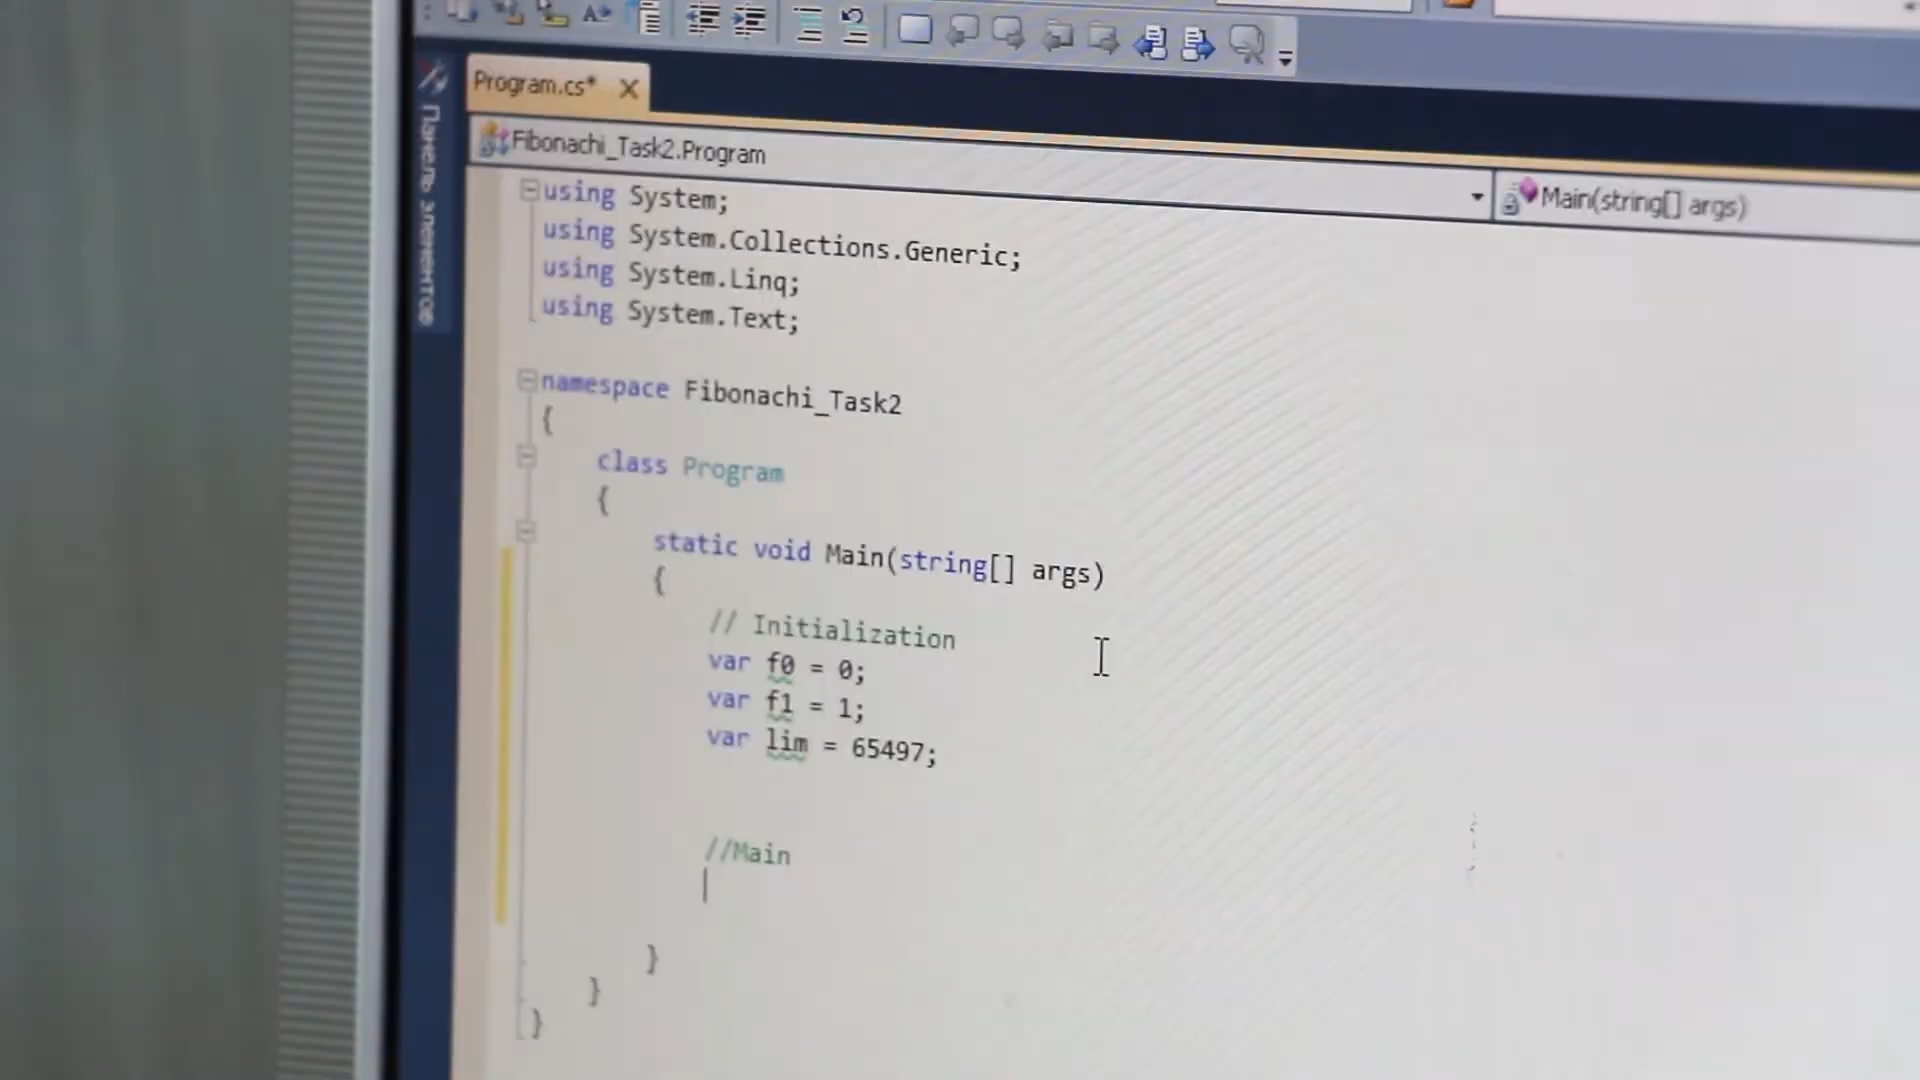 Program.cs* X
Панель элементов
Fibonachi_Task2.Program
Main(string[] args)
using System;
using System.Collections.Generic;
using System.Linq;
using System.Text;
namespace Fibonachi_Task2
{
class Program
{
static void Main(string[] args)
{
// Initialization
var f0 = 0;
var f1 = 1;
var lim = 65497;
//Main
}
}
}